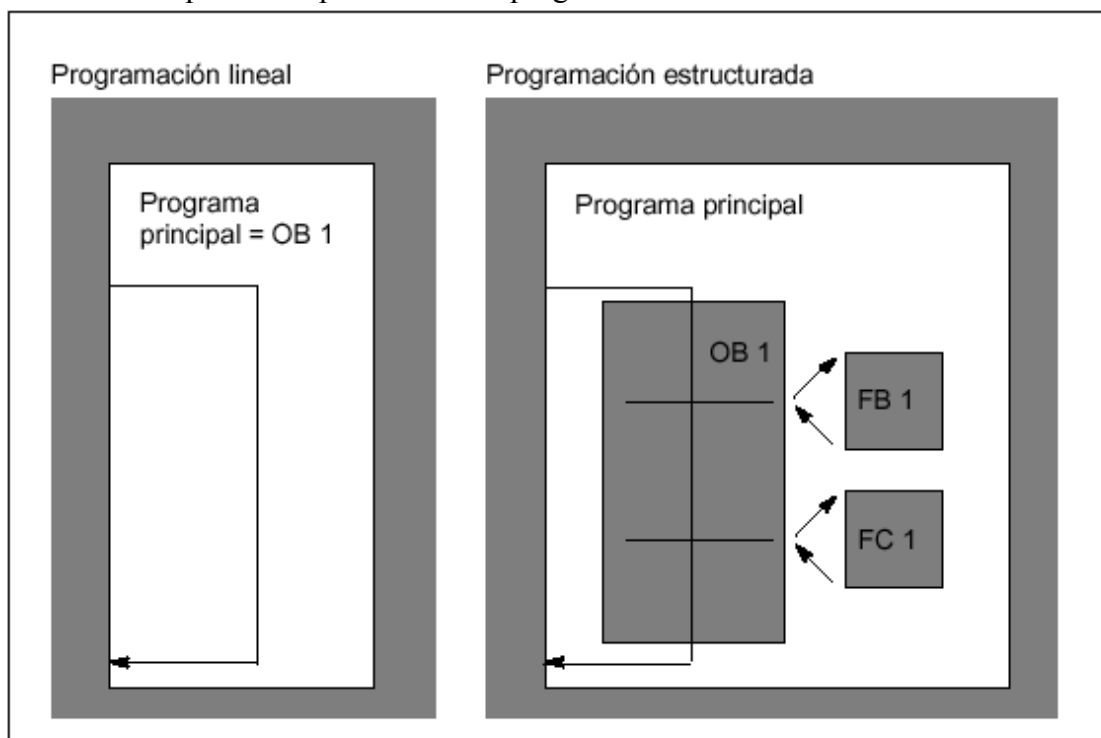 Programación lineal
Programa
principal = OB 1
Programación estructurada
Programa principal
OB 1
FB 1
FC 1